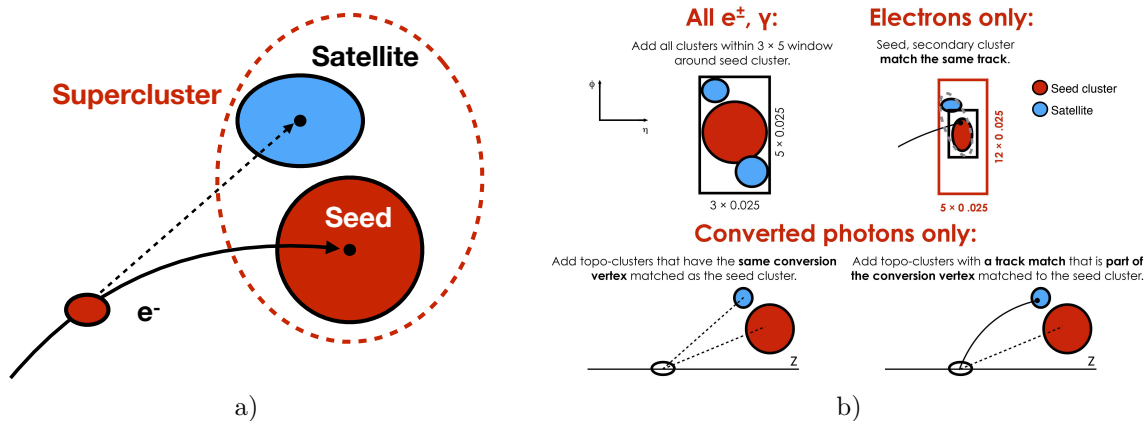 Satellite
Supercluster
Seed
e-
a)
All e±, γ:
Add all clusters within 3 × 5 window
around seed cluster.
ϕ
η
5 × 0.025
3 × 0.025
Electrons only:
Seed, secondary cluster
match the same track.
Seed cluster
Satellite
12 × 0 .025
5 × 0 .025
Converted photons only:
Add topo-clusters that have the same conversion
vertex matched as the seed cluster.
Z
Add topo-clusters with a track match that is part
of the conversion vertex matched to the seed cluster.
Z
b)